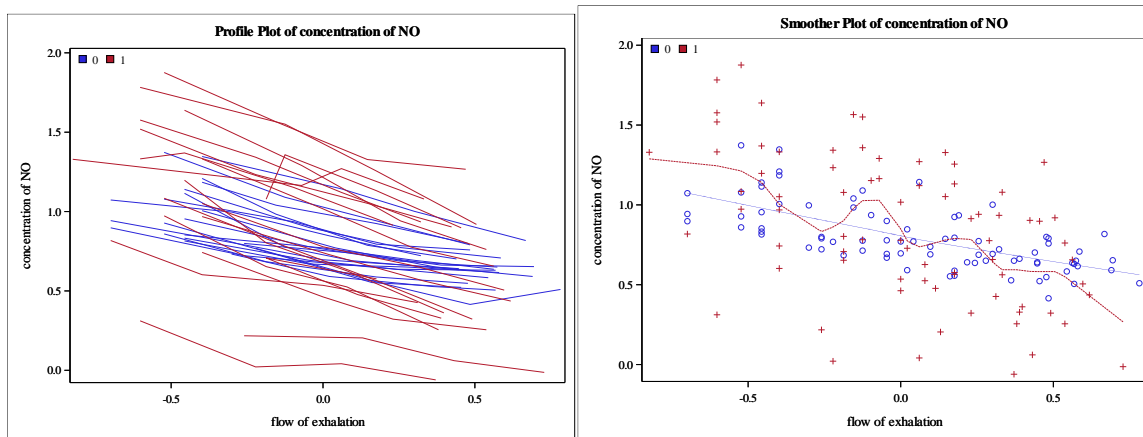 Profile Plot of concentration of NO
0 1
2.0
1.5
1.0
0.5
0.0
concentration of NO
-0.5 0.0 0.5
flow of exhalation
Smoother Plot of concentration of NO
0 1
2.0
1.5
1.0
0.5
0.0
concentration of NO
-0.5 0.0 0.5
flow of exhalation